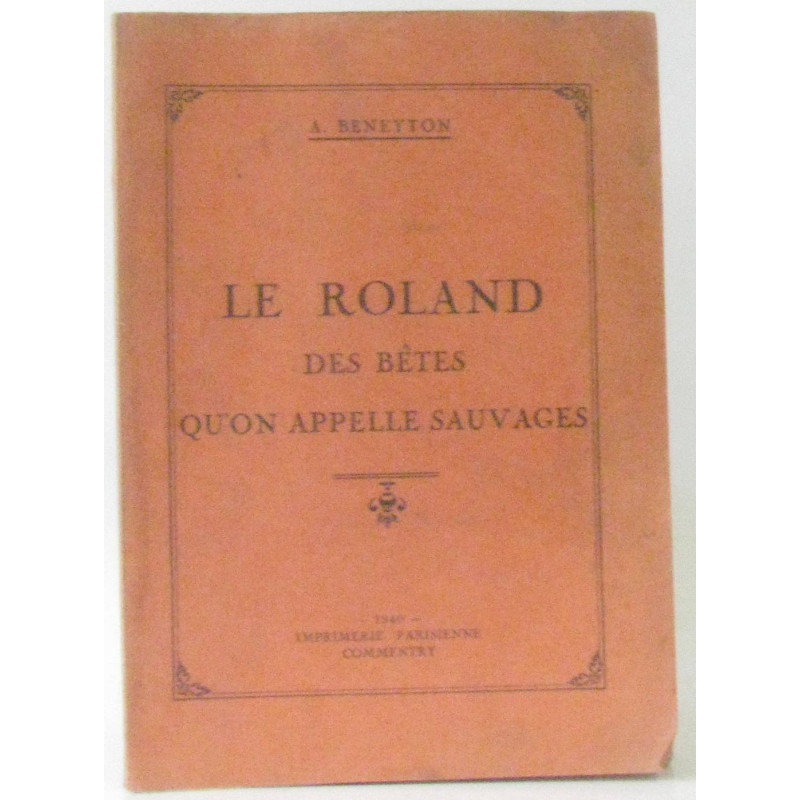 A. BENEYTON
LE ROLAND
DES BÊTES
QU'ON APPELLE SAUVAGES
- 1940 -
IMPRIMERIE PARISIENNE
COMMENTRY